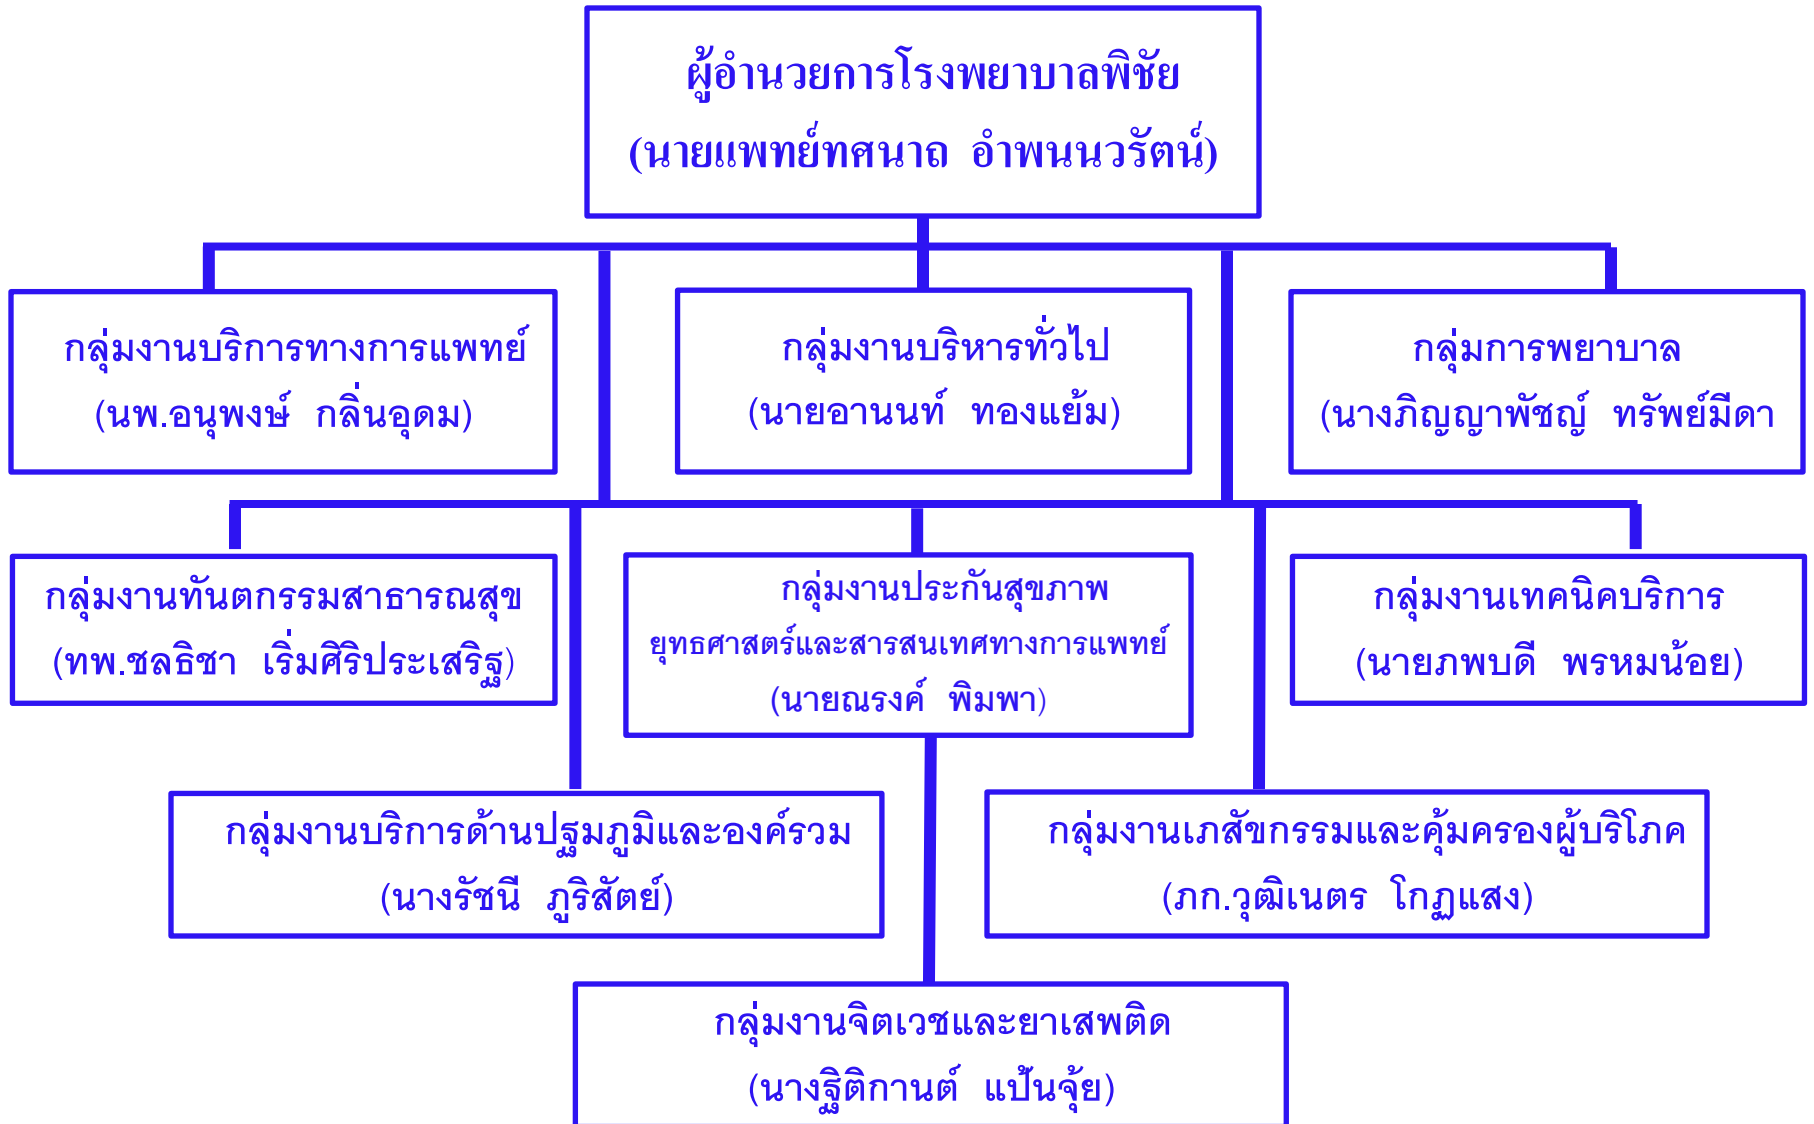 ผู้อำนวยการโรงพยาบาลพิชัย
(นายแพทย์ทศนาถ อำพนนวรัตน์)
กลุ่มงานบริการทางการแพทย์
(นพ.อนุพงษ์ กลิ่นอุดม)
กลุ่มงานบริหารทั่วไป
(นายอานนท์ ทองแย้ม)
กลุ่มการพยาบาล
(นางภิญญาพัชญ์ ทรัพย์มีดา
กลุ่มงานทันตกรรมสาธารณสุข
(ทพ.ชลธิชา เริ่มศิริประเสริฐ)
กลุ่มงานประกันสุขภาพ
ยุทธศาสตร์และสารสนเทศทางการแพทย์
(นายณรงค์ พิมพา)
กลุ่มงานเทคนิคบริการ
(นายภพบดี พรหมน้อย)
กลุ่มงานบริการด้านปฐมภูมิและองค์รวม
(นางรัชนี ภูริสัตย์)
กลุ่มงานเภสัขกรรมและคุ้มครองผู้บริโภค
(ภก.วุฒิเนตร โกฏแสง)
กลุ่มงานจิตเวชและยาเสพติด
(นางฐิติกานต์ แป้นจุ้ย)